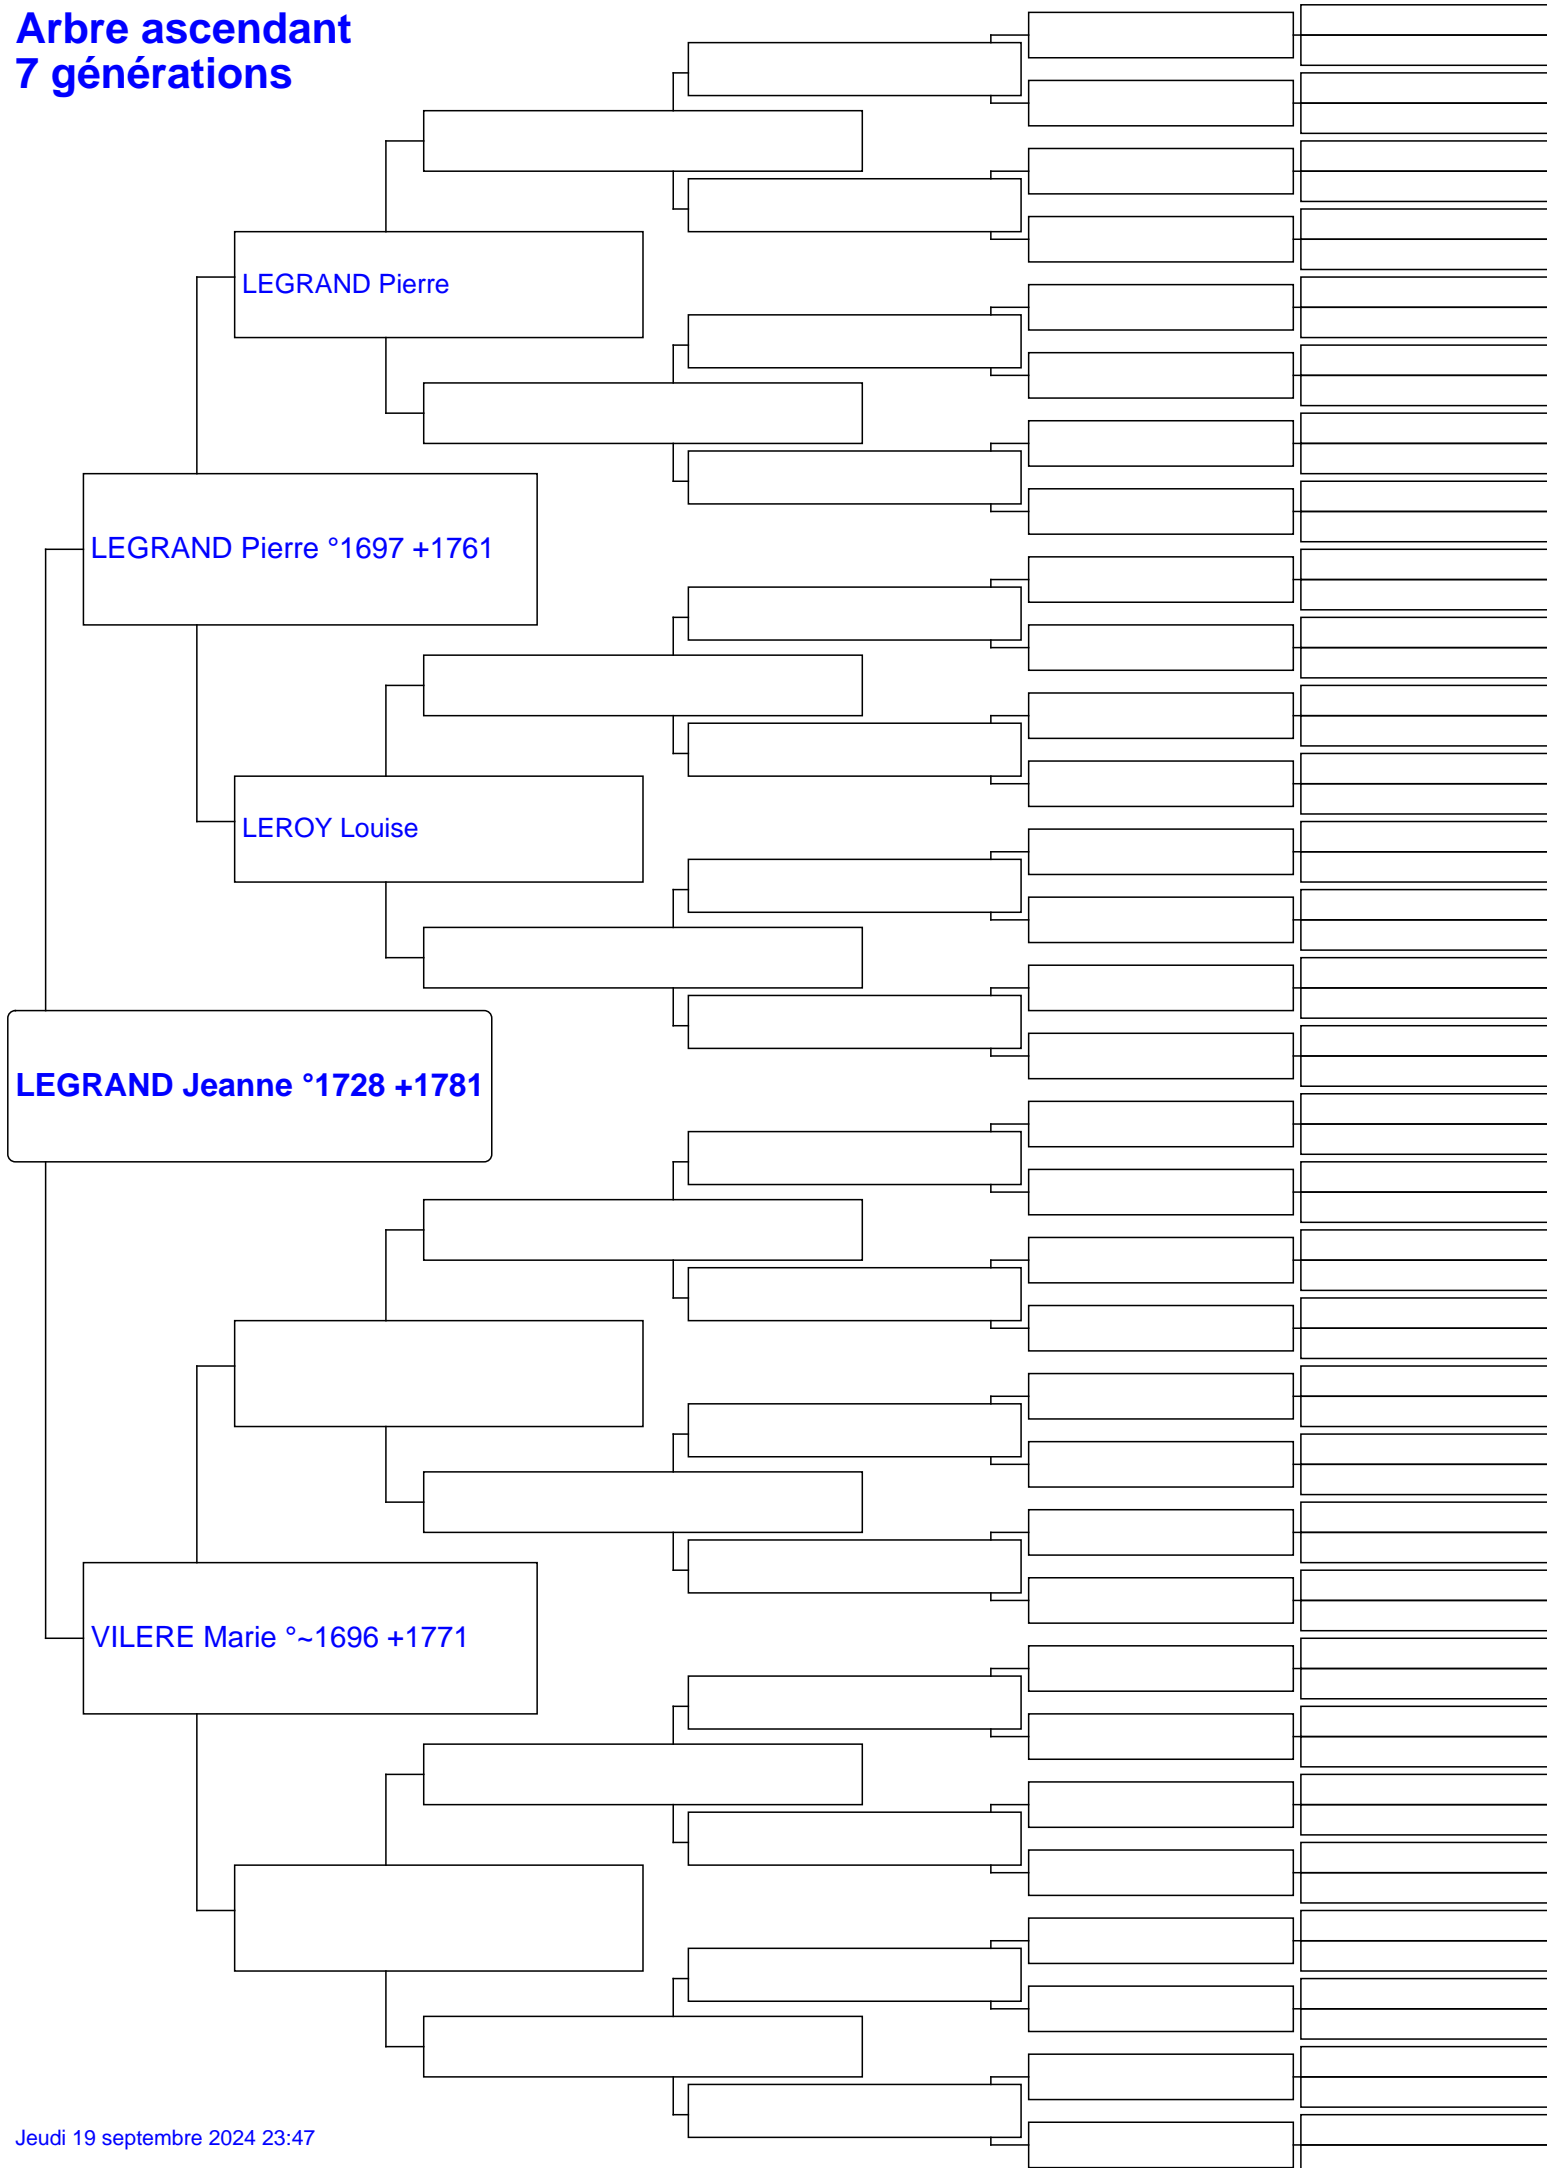 Arbre ascendant
7 générations
LEGRAND Pierre
LEGRAND Pierre °1697 +1761
LEROY Louise
LEGRAND Jeanne °1728 +1781
VILERE Marie °~1696 +1771
Jeudi 19 septembre 2024 23:47